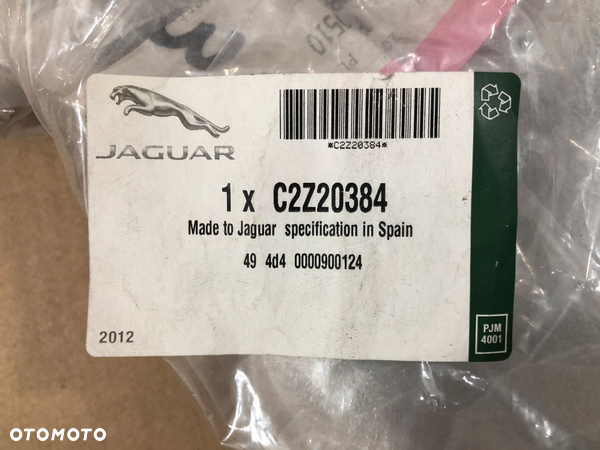 JAGUAR
*C2Z20384*
1 x C2Z20384
Made to Jaguar specification in Spain
49 4d4 0000900124
2012
PJM
4001
OTOMOTO